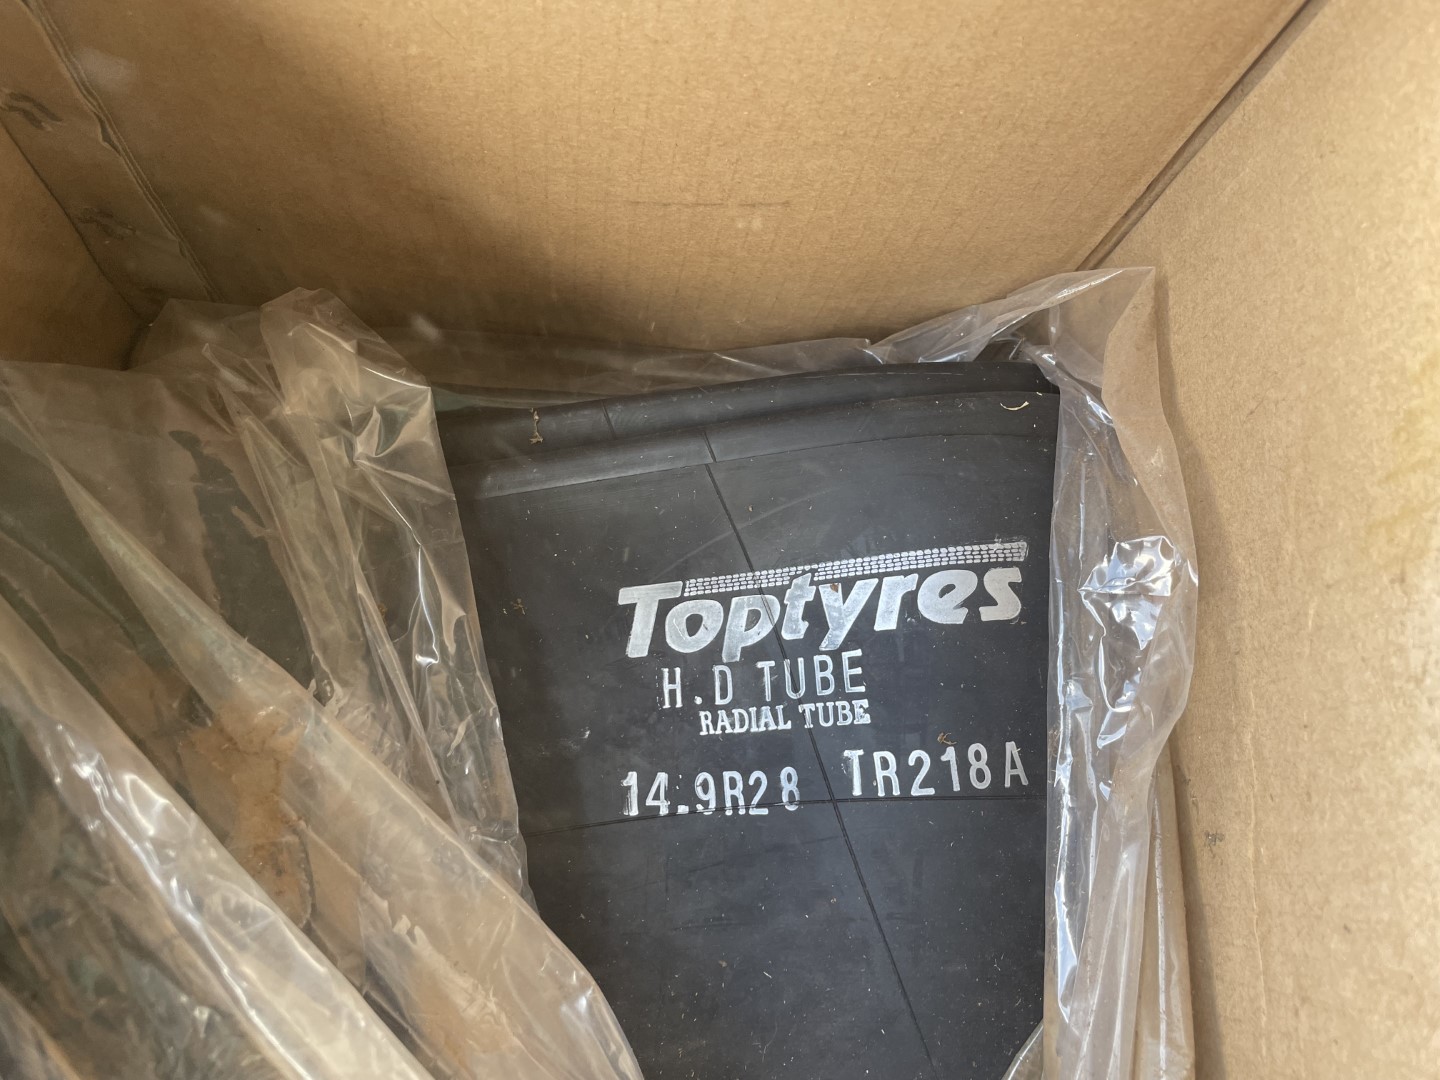 Toptyres
H.D TUBE
RADIAL TUBE
14.9R28 TR218A